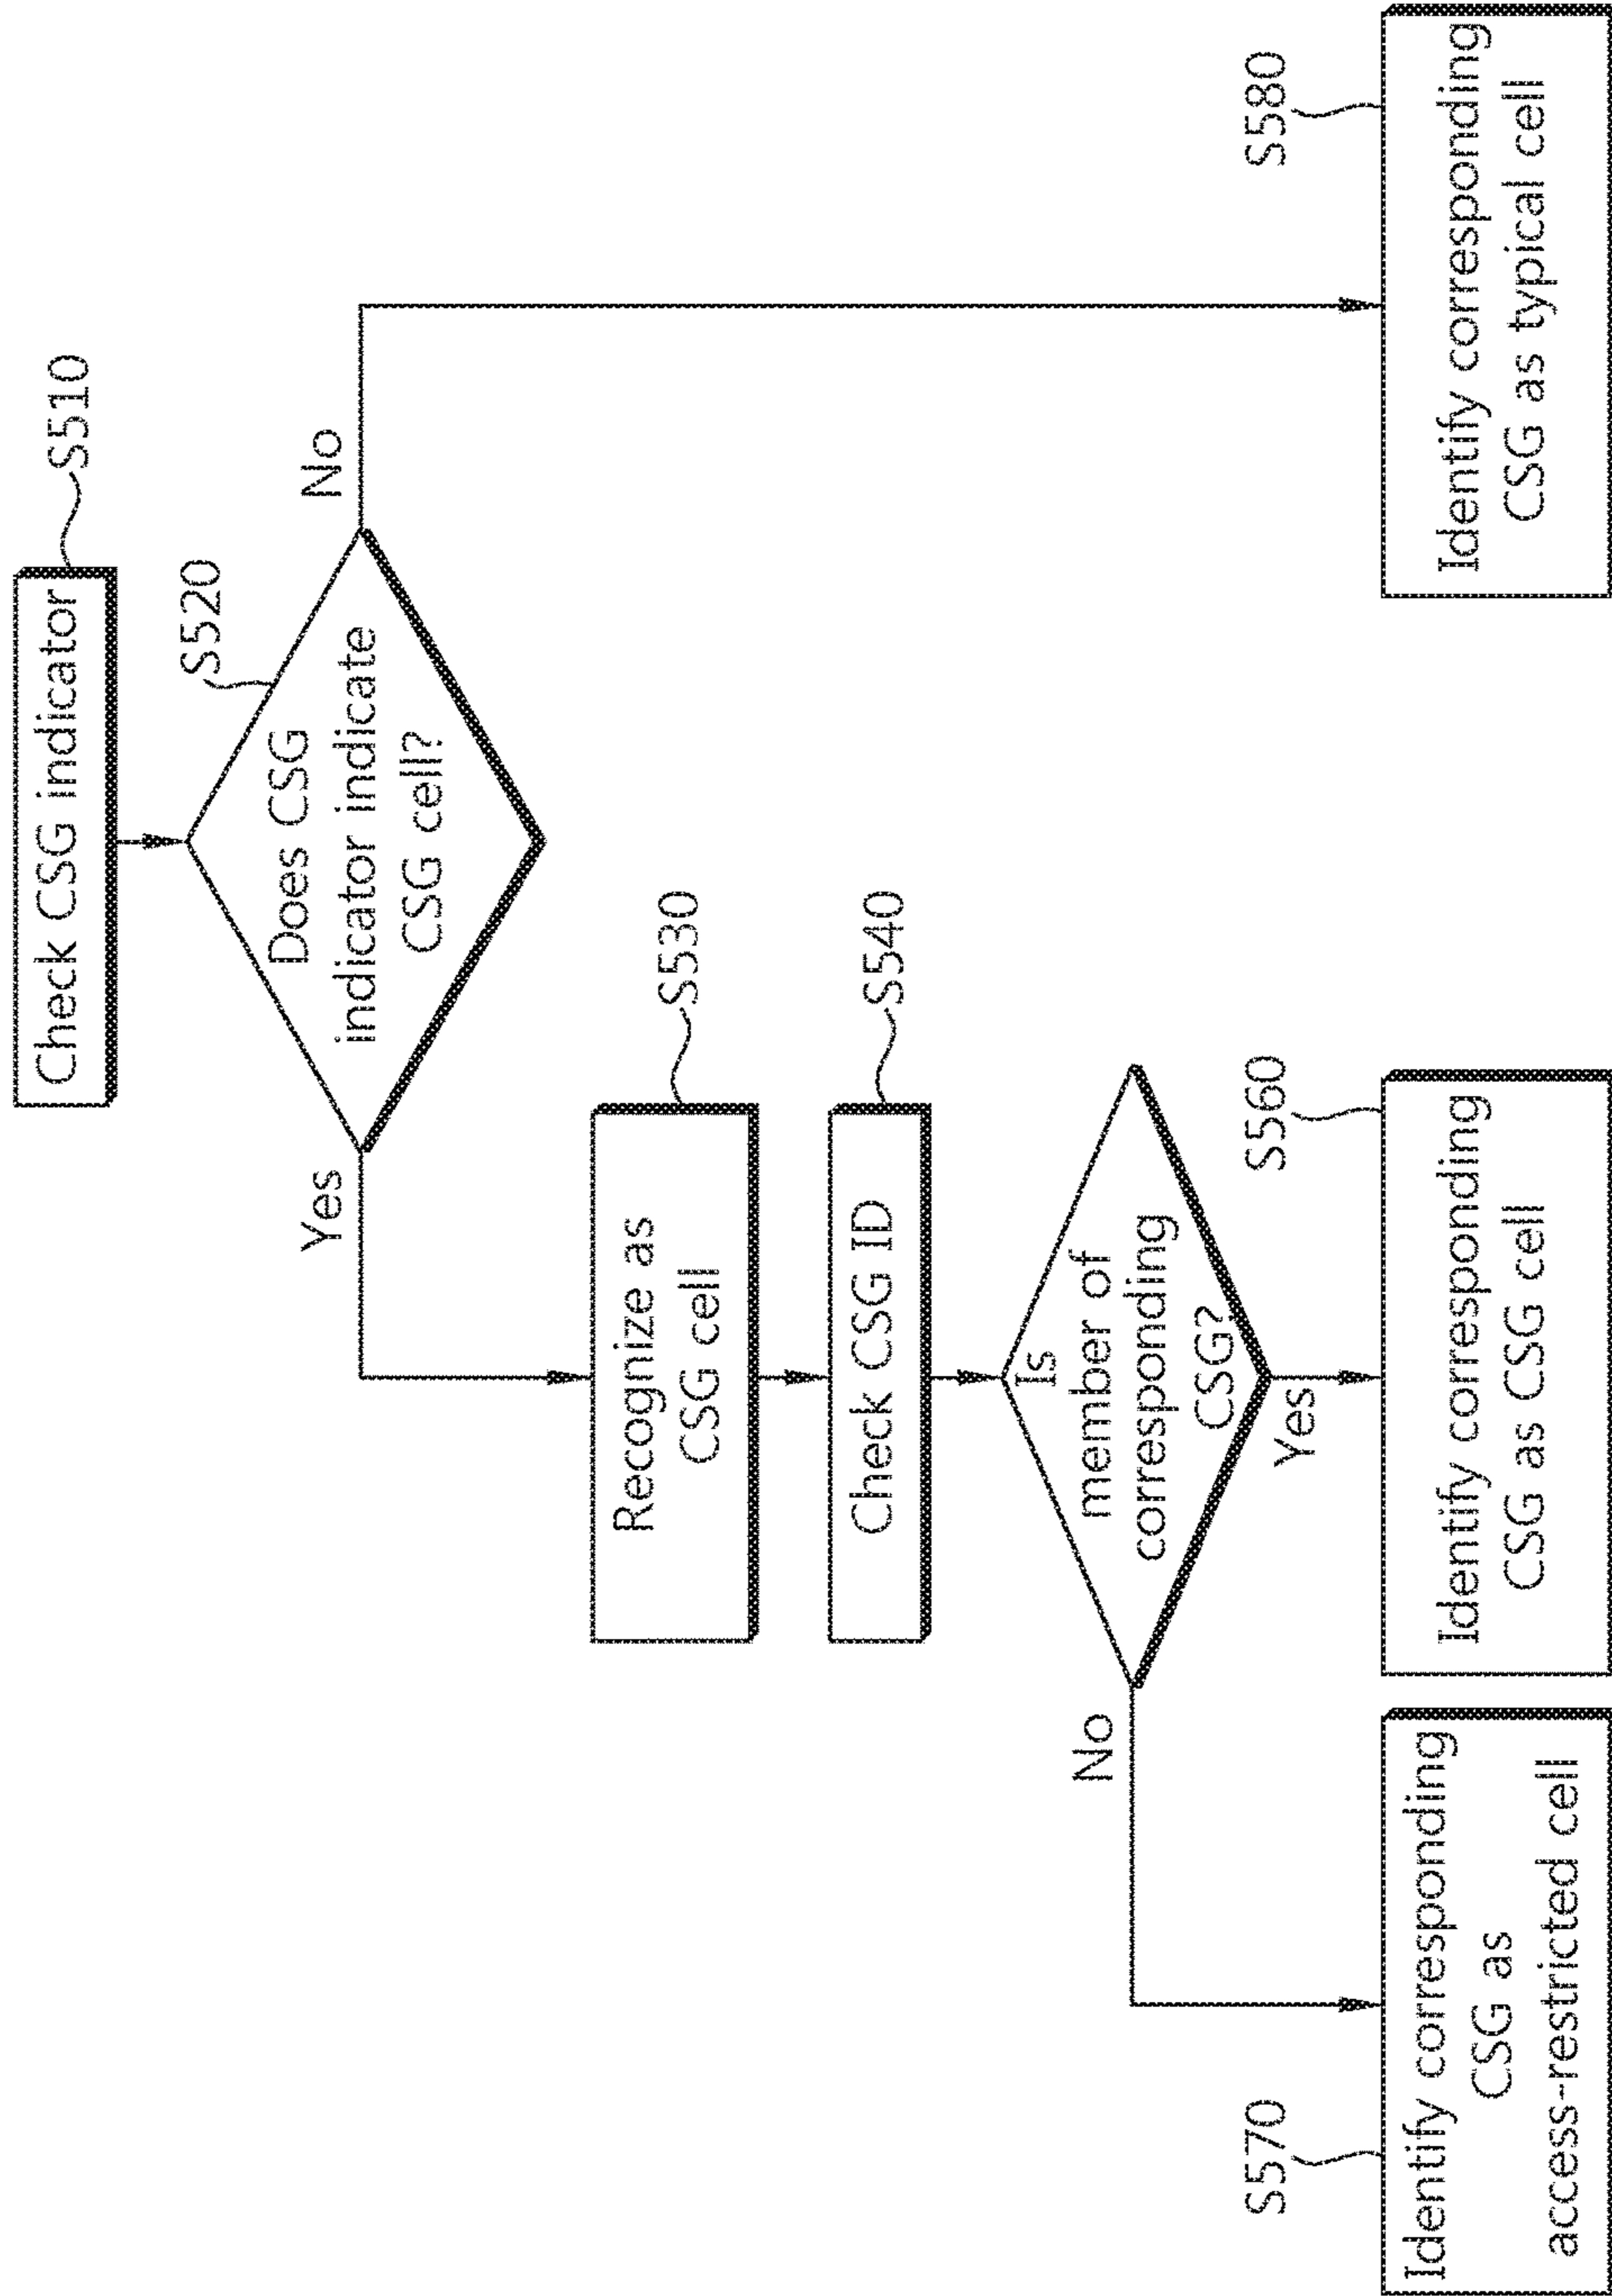 Check CSG indicator
S510
S520
Does CSG
indicator indicate
CSG cell?
Yes
No
Recognize as
CSG cell
S530
Check CSG ID
S540
Is
member of
corresponding
CSG?
No
Yes
S570
Identify corresponding
CSG as
access-restricted cell
S560
Identify corresponding
CSG as CSG cell
S580
Identify corresponding
CSG as typical cell